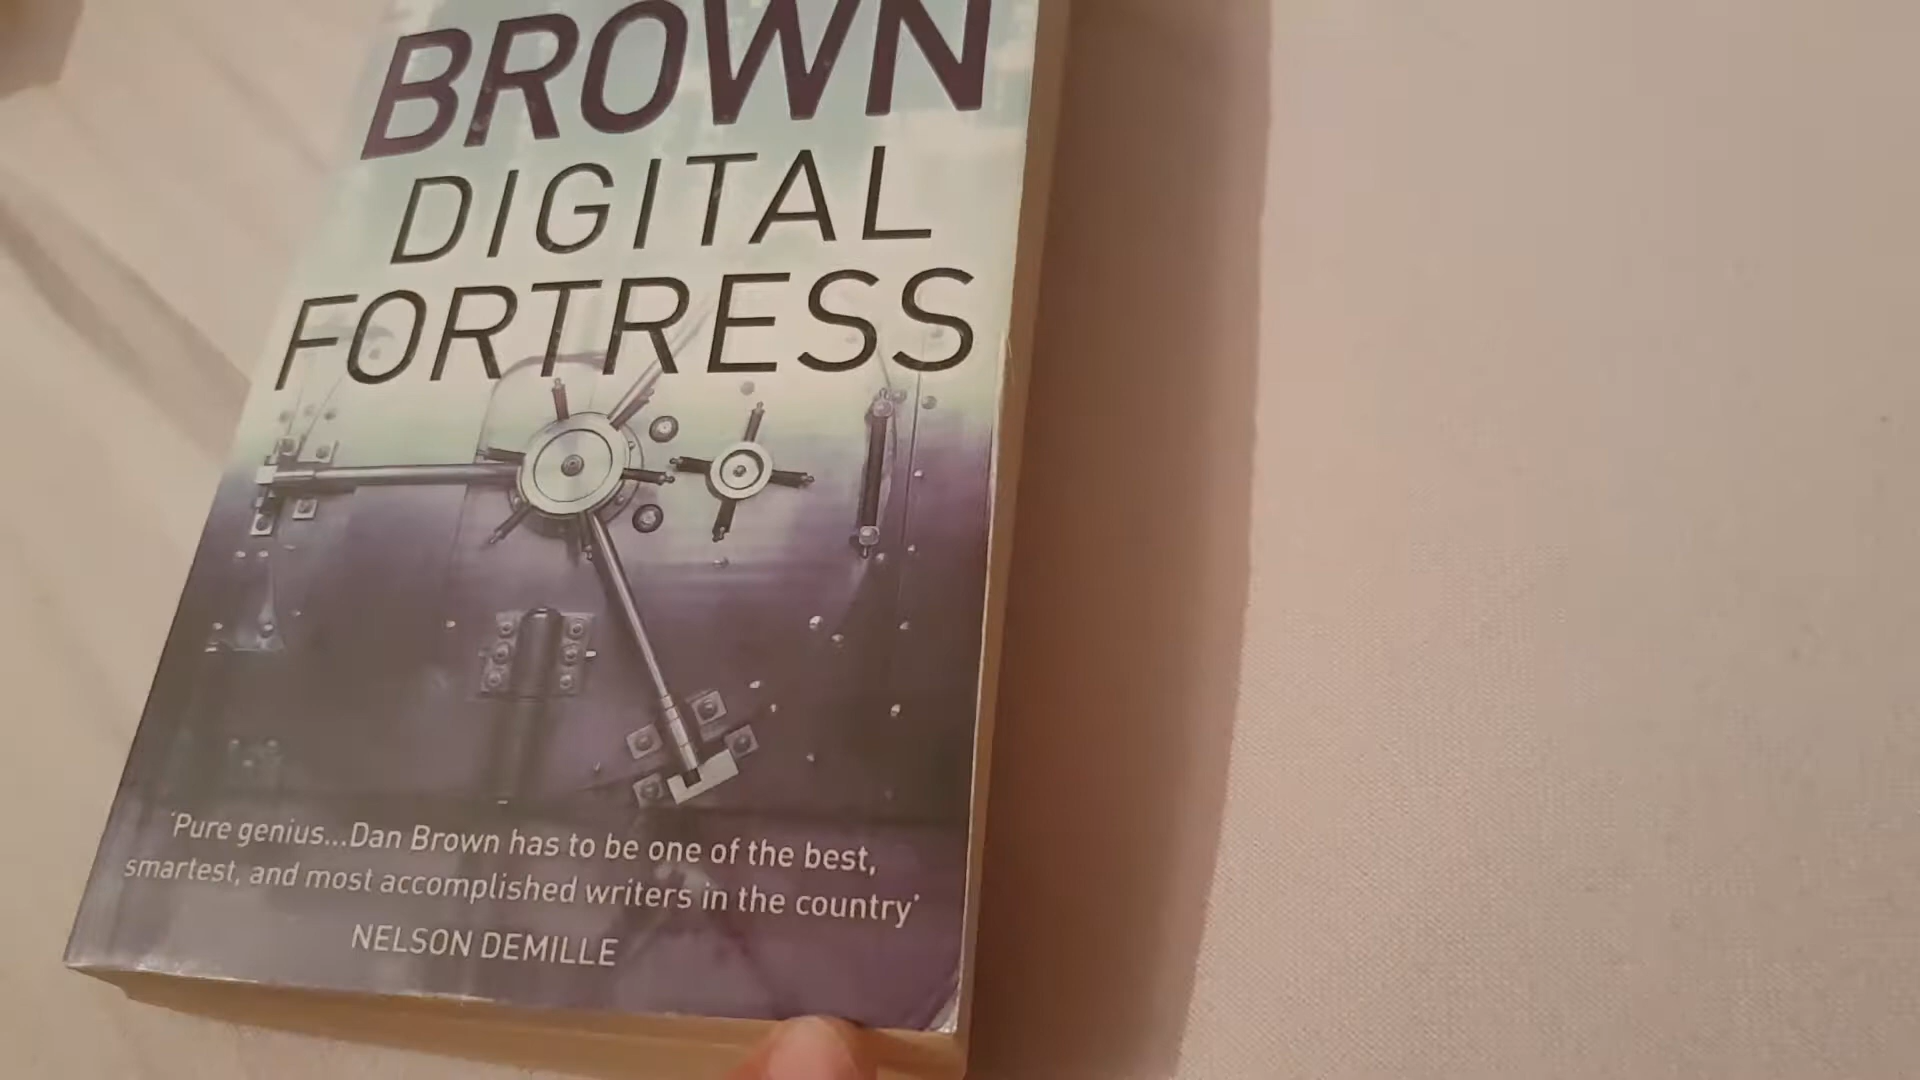 BROWN
DIGITAL
FORTRESS
'Pure genius...Dan Brown has to be one of the best,
smartest, and most accomplished writers in the country'
NELSON DEMILLE